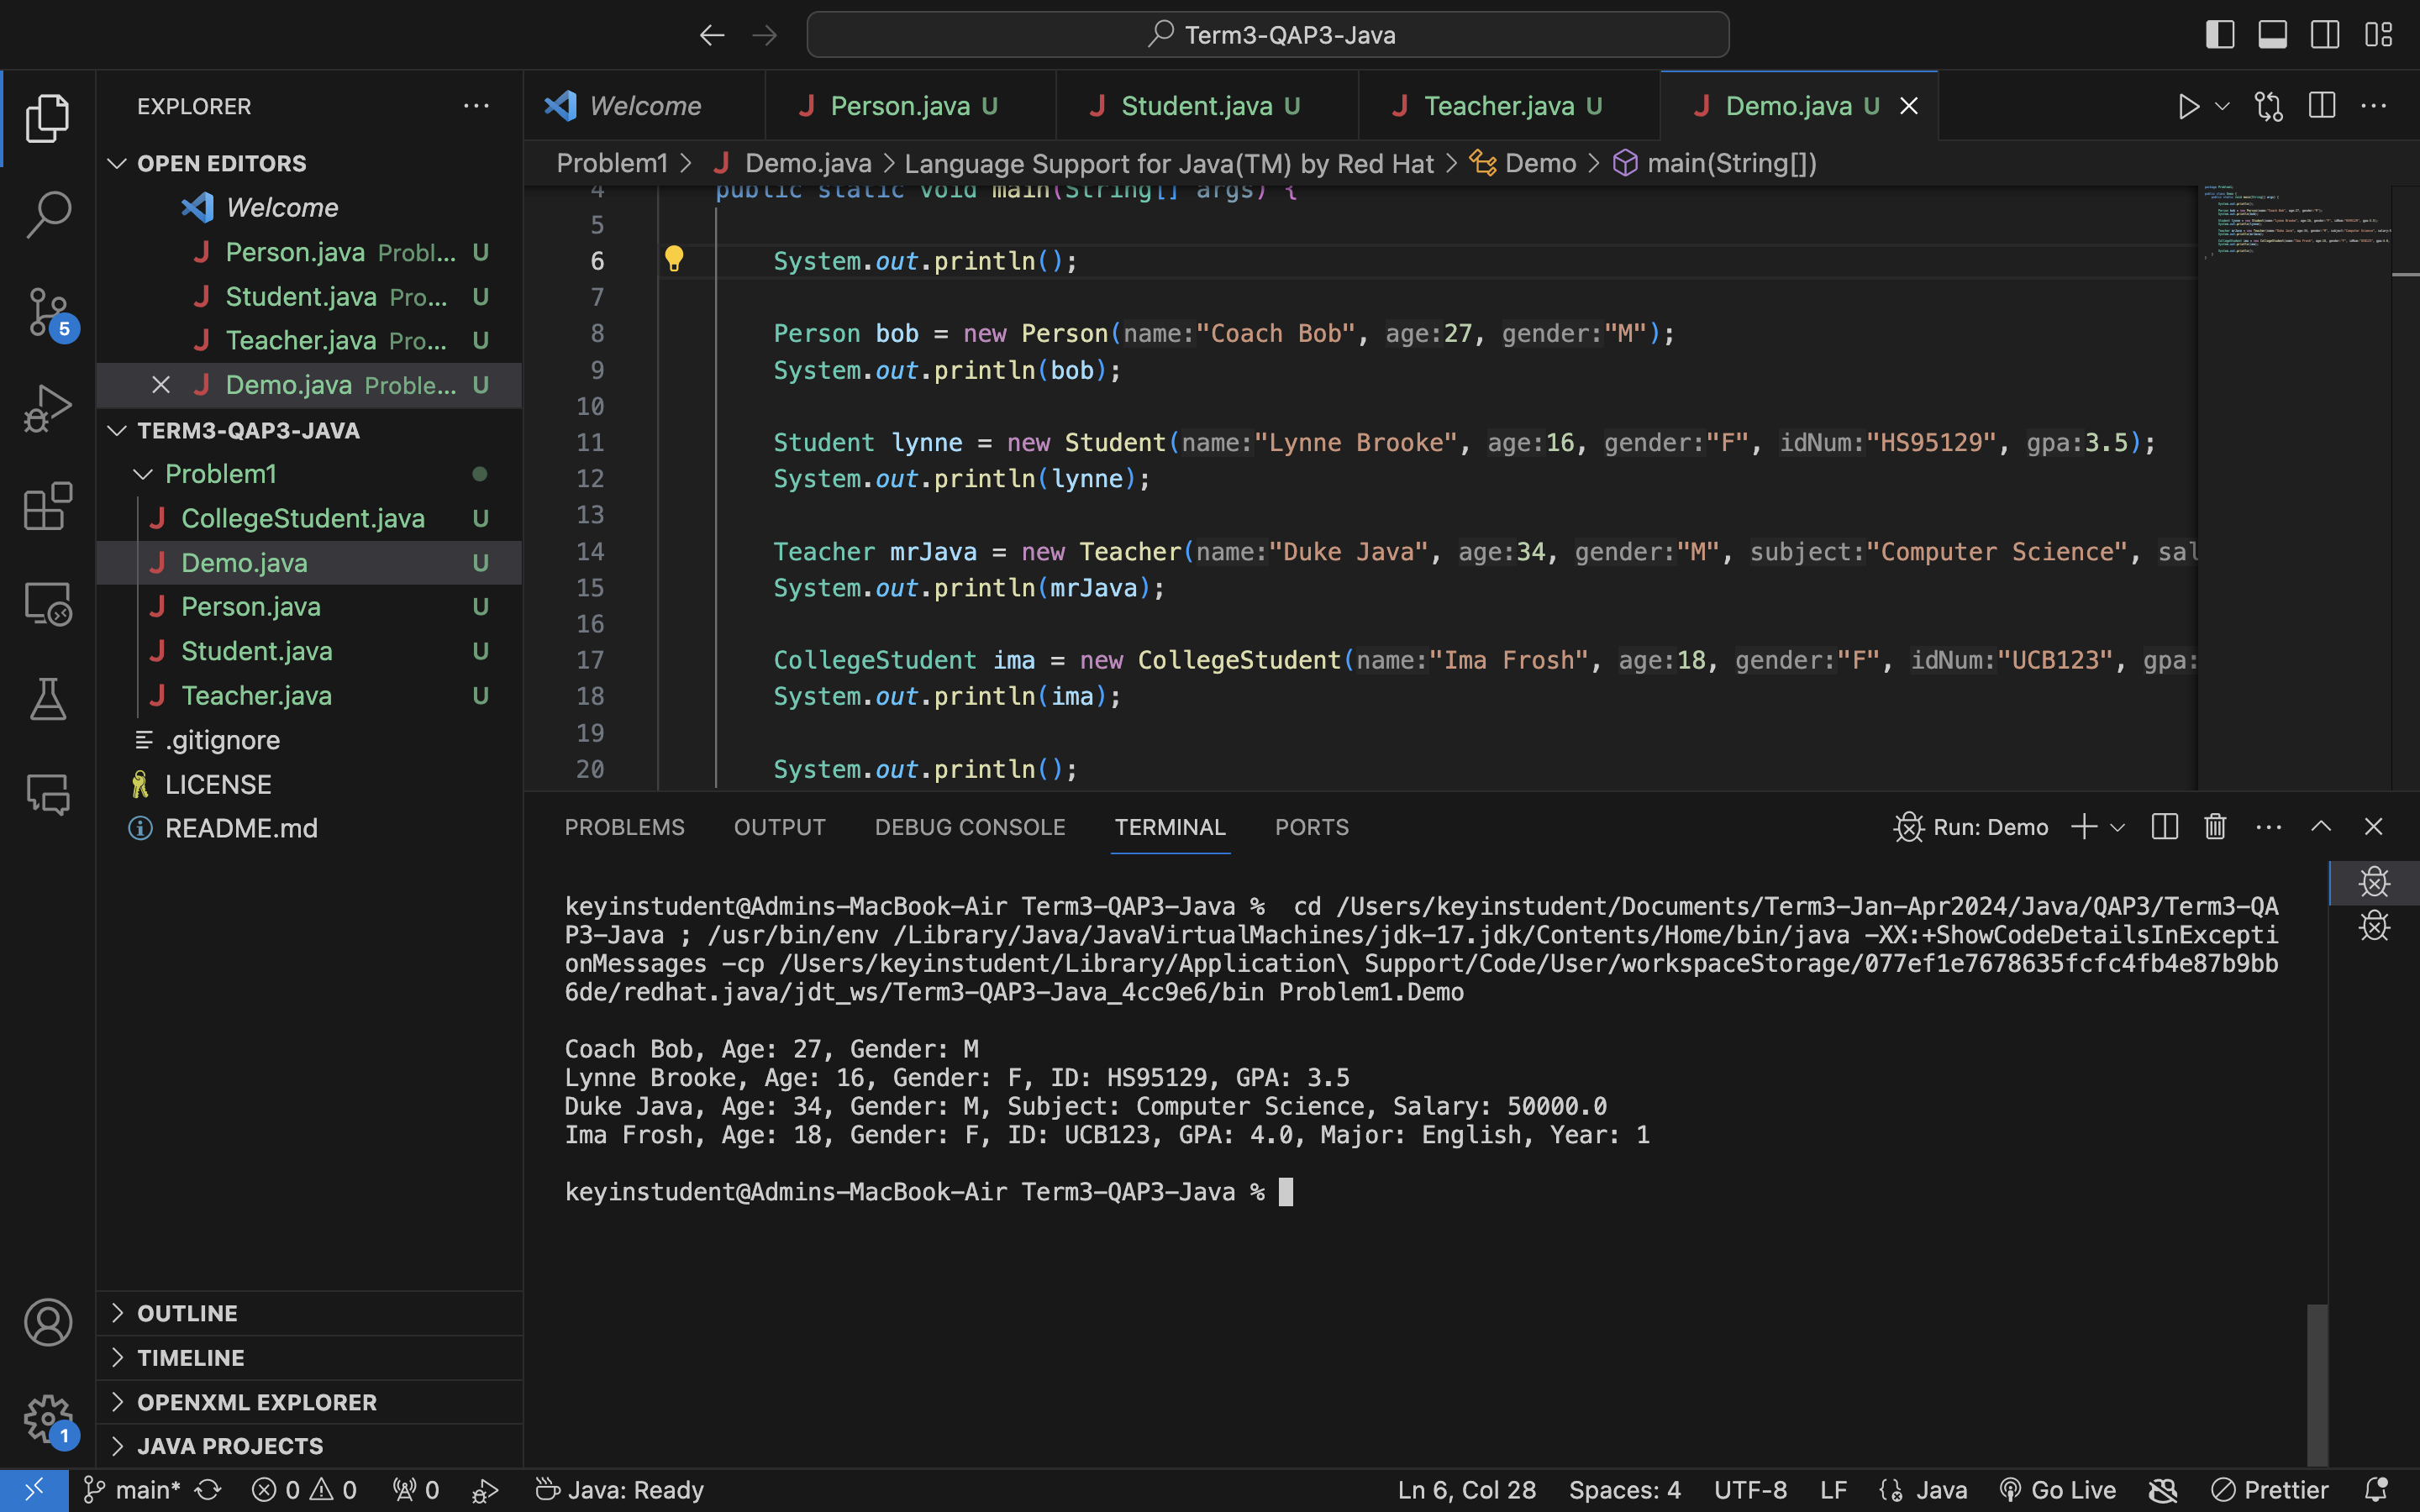 Term3-QAP3-Java
EXPLORER
OPEN EDITORS
Welcome
Person.java Probl... U
Student.java Pro... U
Teacher.java Pro... U
Demo.java Proble... U
TERM3-QAP3-JAVA
Problem1
CollegeStudent.java U
Demo.java U
Person.java U
Student.java U
Teacher.java U
.gitignore
LICENSE
README.md
OUTLINE
TIMELINE
OPENXML EXPLORER
JAVA PROJECTS
5
1
Welcome
Person.java U
Student.java U
Teacher.java U
Demo.java U
Problem1 > Demo.java > Language Support for Java(TM) by Red Hat > Demo > main(String[])
4 public static void main(String[] args) {
5
6 System.out.println();
7
8 Person bob = new Person(name:"Coach Bob", age:27, gender:"M");
9 System.out.println(bob);
10
11 Student lynne = new Student(name:"Lynne Brooke", age:16, gender:"F", idNum:"HS95129", gpa:3.5);
12 System.out.println(lynne);
13
14 Teacher mrJava = new Teacher(name:"Duke Java", age:34, gender:"M", subject:"Computer Science", sal
15 System.out.println(mrJava);
16
17 CollegeStudent ima = new CollegeStudent(name:"Ima Frosh", age:18, gender:"F", idNum:"UCB123", gpa:
18 System.out.println(ima);
19
20 System.out.println();
PROBLEMS OUTPUT DEBUG CONSOLE TERMINAL PORTS
Run: Demo
keyinstudent@Admins-MacBook-Air Term3-QAP3-Java %  cd /Users/keyinstudent/Documents/Term3-Jan-Apr2024/Java/QAP3/Term3-QA
P3-Java ; /usr/bin/env /Library/Java/JavaVirtualMachines/jdk-17.jdk/Contents/Home/bin/java -XX:+ShowCodeDetailsInExcepti
onMessages -cp /Users/keyinstudent/Library/Application\ Support/Code/User/workspaceStorage/077ef1e7678635fcfc4fb4e87b9bb
6de/redhat.java/jdt_ws/Term3-QAP3-Java_4cc9e6/bin Problem1.Demo
Coach Bob, Age: 27, Gender: M
Lynne Brooke, Age: 16, Gender: F, ID: HS95129, GPA: 3.5
Duke Java, Age: 34, Gender: M, Subject: Computer Science, Salary: 50000.0
Ima Frosh, Age: 18, Gender: F, ID: UCB123, GPA: 4.0, Major: English, Year: 1
keyinstudent@Admins-MacBook-Air Term3-QAP3-Java %
main* 0 0 0 Java: Ready
Ln 6, Col 28 Spaces: 4 UTF-8 LF Java Go Live Prettier